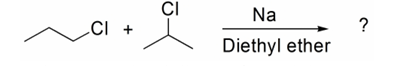 Cl
Cl + Na ?
Diethyl ether